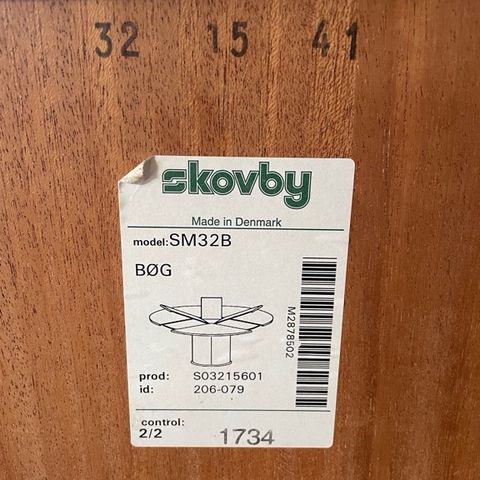 32 15 41
skovby
Made in Denmark
model:SM32B
BØG
M2878502
prod: S03215601
id: 206-079
control:
2/2 1734